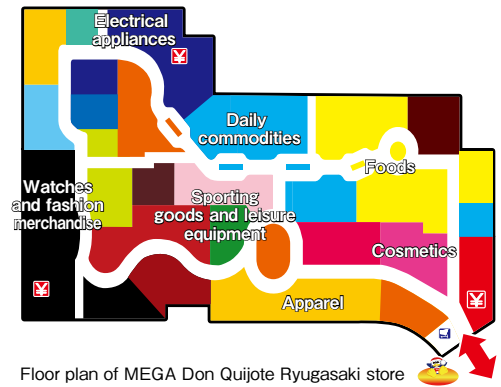 Electrical
appliances
¥
Daily
commodities
Foods
Watches
and fashion
merchandise
Sporting
goods and leisure
equipment
Cosmetics
¥
¥
Apparel
Floor plan of MEGA Don Quijote Ryugasaki store